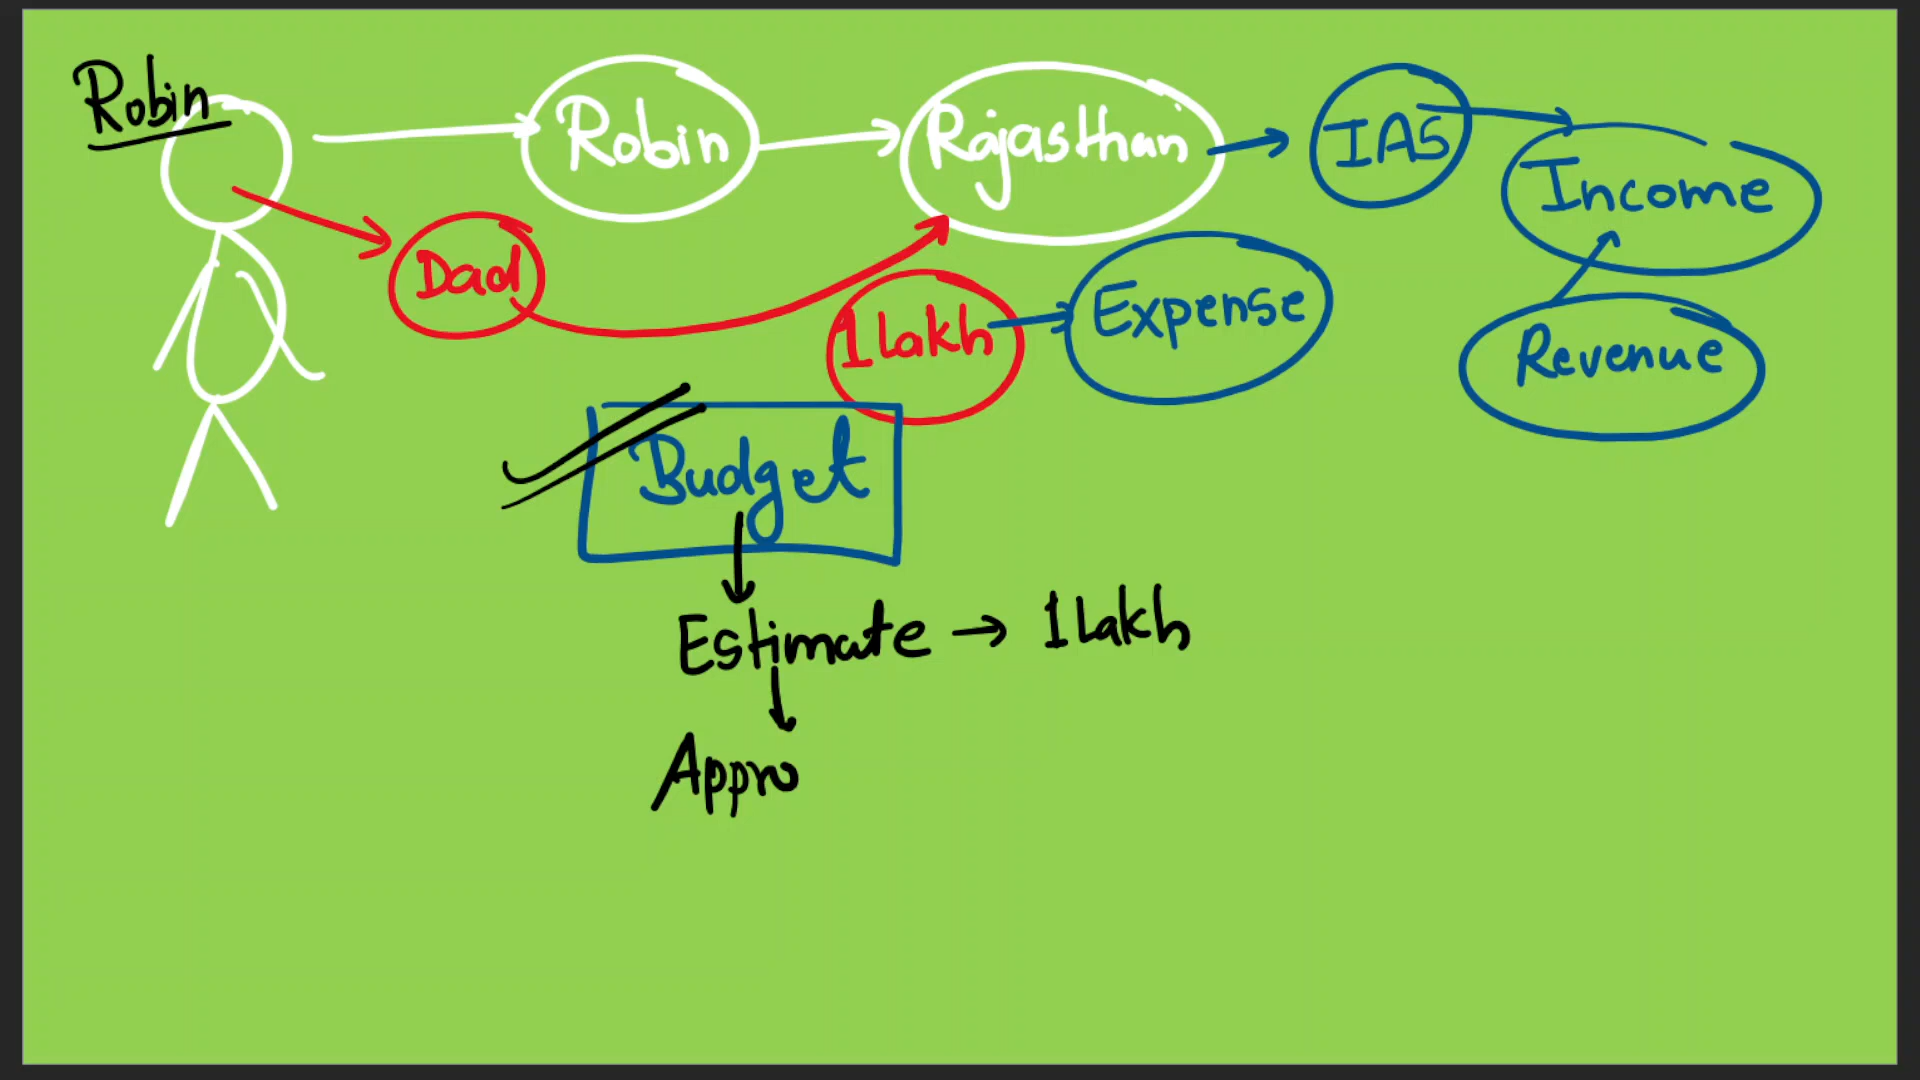 Robin
Robin
Rajasthan
IAS
Income
Dad
1 lakh
Expense
Revenue
Budget
Estimate → 1 Lakh
Appro